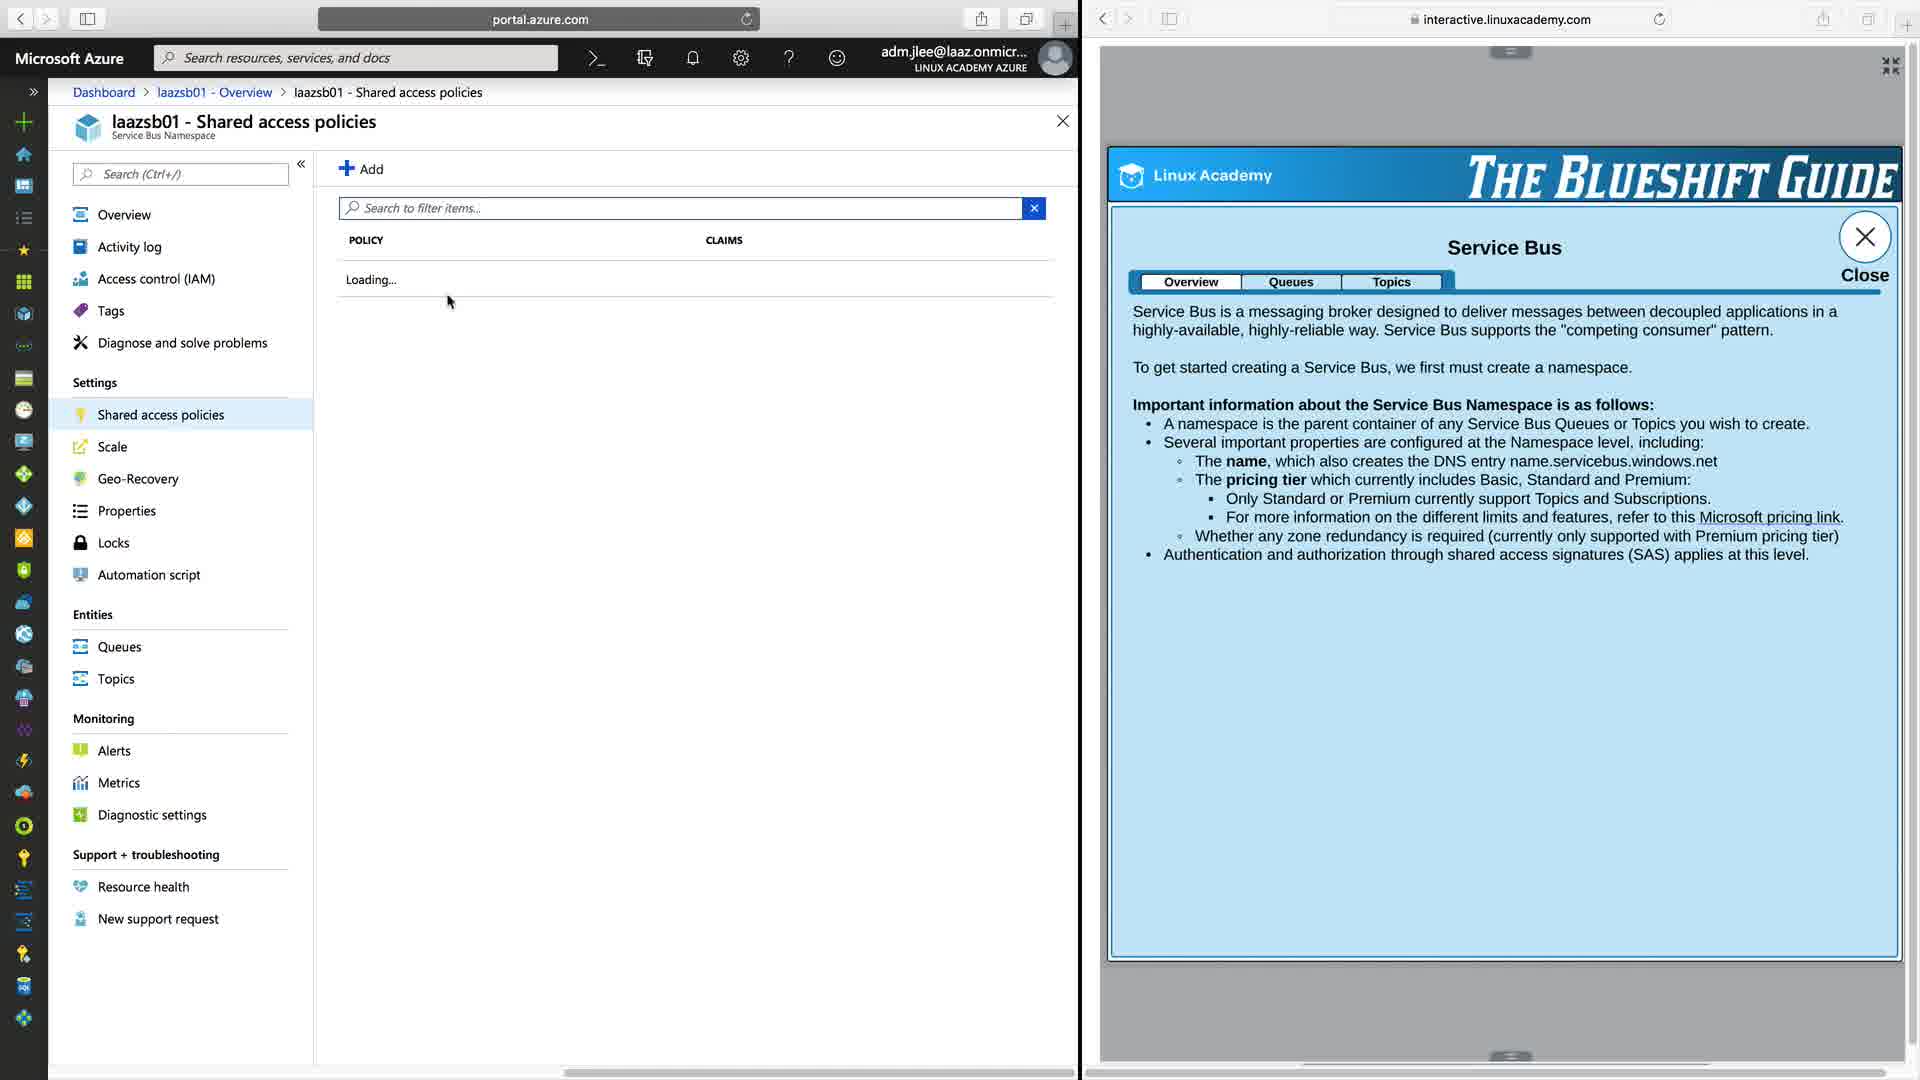 portal.azure.com
Microsoft Azure
Search resources, services, and docs
adm.jlee@laaz.onmicr...
LINUX ACADEMY AZURE
Dashboard > laazsb01 - Overview > laazsb01 - Shared access policies
laazsb01 - Shared access policies
Service Bus Namespace
Search (Ctrl+/)
Overview
Activity log
Access control (IAM)
Tags
Diagnose and solve problems
Settings
Shared access policies
Scale
Geo-Recovery
Properties
Locks
Automation script
Entities
Queues
Topics
Monitoring
Alerts
Metrics
Diagnostic settings
Support + troubleshooting
Resource health
New support request
Add
Search to filter items...
POLICY CLAIMS
Loading...
interactive.linuxacademy.com
Linux Academy
THE BLUESHIFT GUIDE
Service Bus
Close
Overview Queues Topics
Service Bus is a messaging broker designed to deliver messages between decoupled applications in a
highly-available, highly-reliable way. Service Bus supports the "competing consumer" pattern.
To get started creating a Service Bus, we first must create a namespace.
Important information about the Service Bus Namespace is as follows:
• A namespace is the parent container of any Service Bus Queues or Topics you wish to create.
• Several important properties are configured at the Namespace level, including:
◦ The name, which also creates the DNS entry name.servicebus.windows.net
◦ The pricing tier which currently includes Basic, Standard and Premium:
▪ Only Standard or Premium currently support Topics and Subscriptions.
▪ For more information on the different limits and features, refer to this Microsoft pricing link.
◦ Whether any zone redundancy is required (currently only supported with Premium pricing tier)
• Authentication and authorization through shared access signatures (SAS) applies at this level.